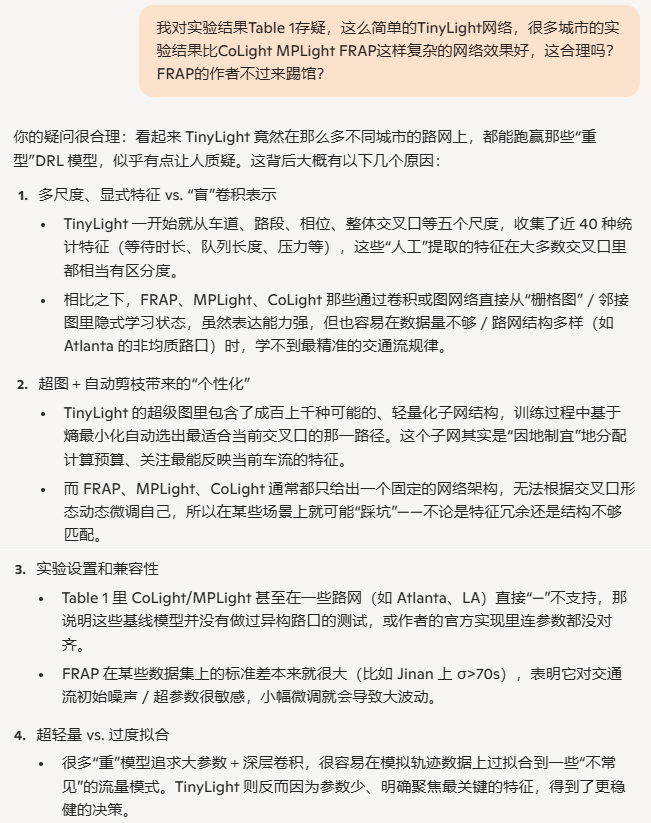 我对实验结果Table 1存疑，这么简单的TinyLight网络，很多城市的实
验结果比CoLight MPLight FRAP这样复杂的网络效果好，这合理吗？
FRAP的作者不过来踢馆？
你的疑问很合理：看起来 TinyLight 竟然在那么多不同城市的路网上，都能跑赢那些“重
型”DRL 模型，似乎有点让人质疑。这背后大概有以下几个原因：
1. 多尺度、显式特征 vs. “盲”卷积表示
• TinyLight 一开始就从车道、路段、相位、整体交叉口等五个尺度，收集了近 40 种统
计特征（等待时长、队列长度、压力等），这些“人工”提取的特征在大多数交叉口里
都相当有区分度。
• 相比之下，FRAP、MPLight、CoLight 那些通过卷积或图网络直接从“栅格图” / 邻接
图里隐式学习状态，虽然表达能力强，但也容易在数据量不够 / 路网结构多样（如
Atlanta 的非均质路口）时，学不到最精准的交通流规律。
2. 超图 + 自动剪枝带来的“个性化”
• TinyLight 的超级图里包含了成百上千种可能的、轻量化子网结构，训练过程中基于
熵最小化自动选出最适合当前交叉口的那一路径。这个子网其实是“因地制宜”地分配
计算预算、关注最能反映当前车流的特征。
• 而 FRAP、MPLight、CoLight 通常都只给出一个固定的网络架构，无法根据交叉口形
态动态微调自己，所以在某些场景上就可能“踩坑”——不论是特征冗余还是结构不够
匹配。
3. 实验设置和兼容性
• Table 1 里 CoLight/MPLight 甚至在一些路网（如 Atlanta、LA）直接“—”不支持，那
说明这些基线模型并没有做过异构路口的测试，或作者的官方实现里连参数都没对
齐。
• FRAP 在某些数据集上的标准差本来就很大（比如 Jinan 上 σ>70s），表明它对交通
流初始噪声 / 超参数很敏感，小幅微调就会导致大波动。
4. 超轻量 vs. 过度拟合
• 很多“重”模型追求大参数 + 深层卷积，很容易在模拟轨迹数据上过拟合到一些“不常
见”的流量模式。TinyLight 则反而因为参数少、明确聚焦最关键的特征，得到了更稳
健的决策。